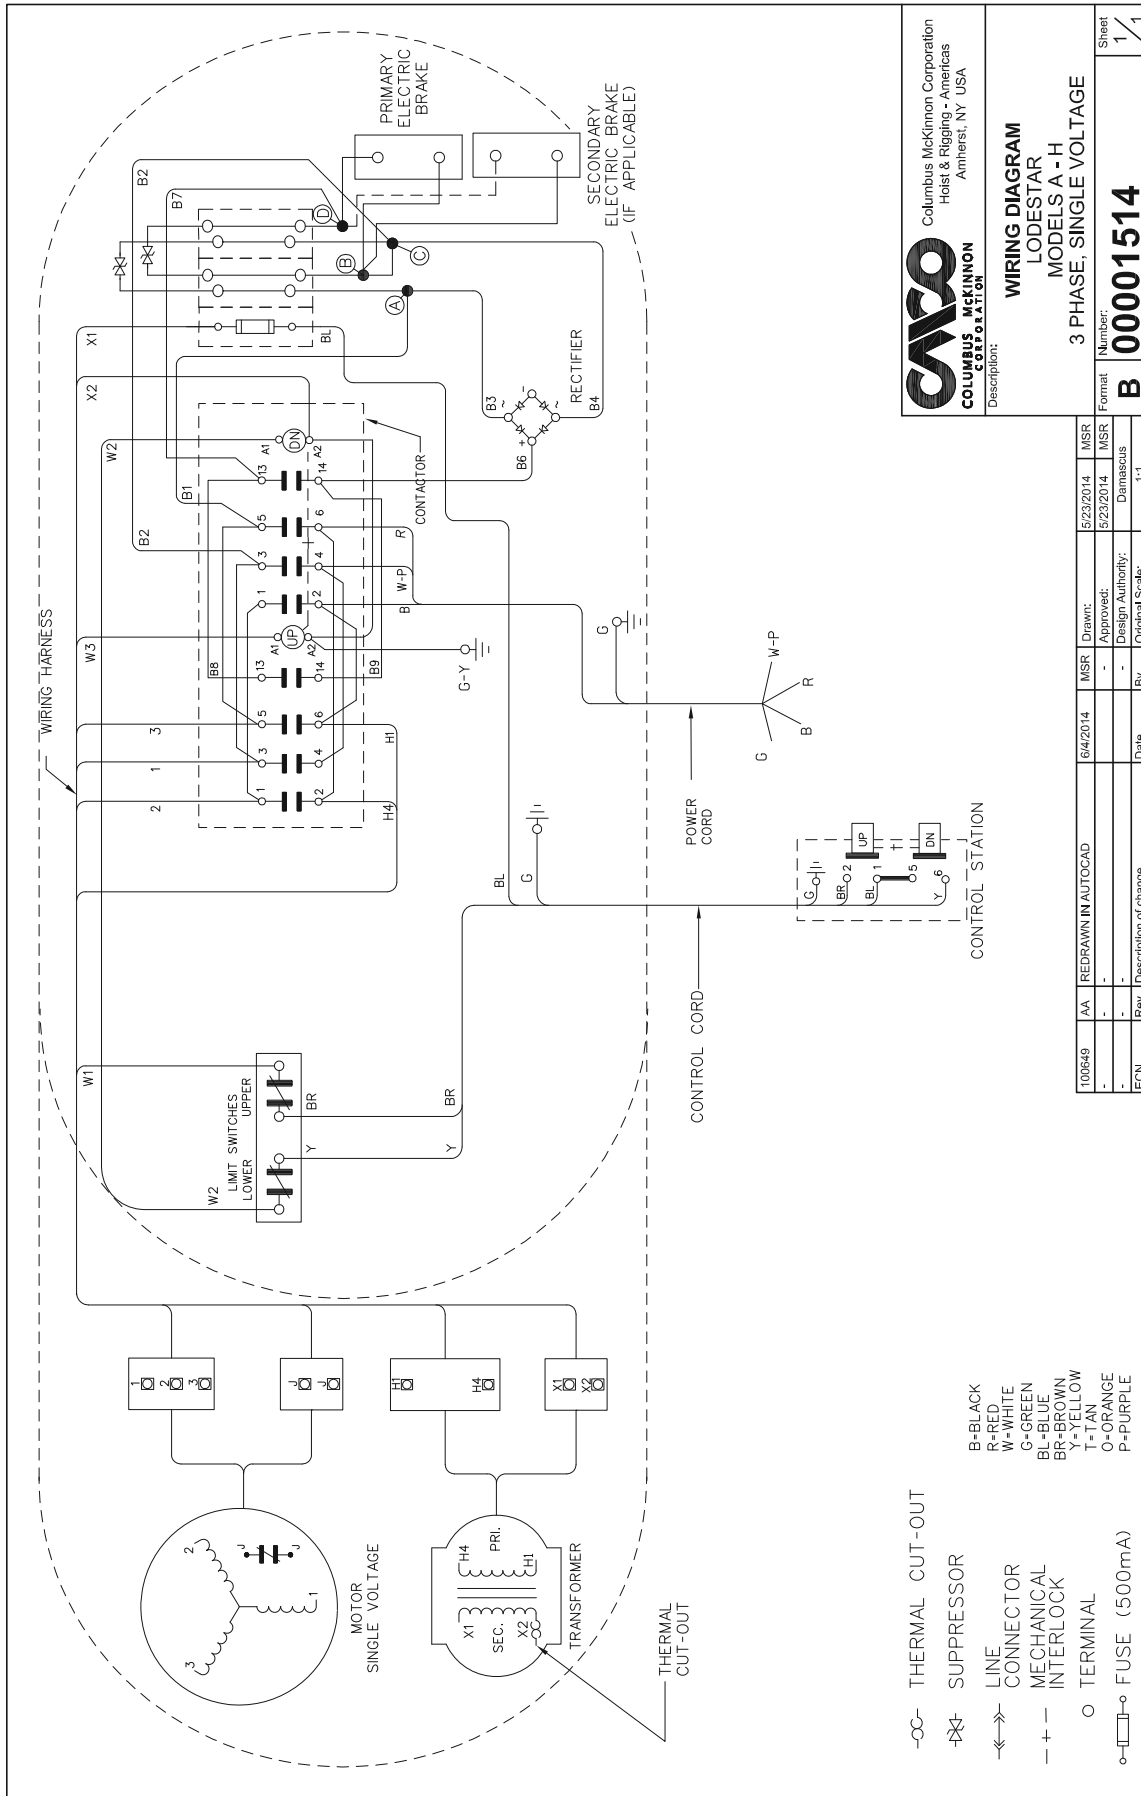 WIRING HARNESS
X1
X2
W2
W3
W1
B2
B7
B2
B1
3
1
2
BL
D
B
C
A
PRIMARY
ELECTRIC
BRAKE
SECONDARY
ELECTRIC BRAKE
(IF APPLICABLE)
RECTIFIER
B3
~
-
~
B4
B6
+
CONTACTOR
DN
A1
A2
13
14
5
6
3
4
1
2
UP
A1
A2
B8
B9
13
14
5
6
3
4
1
2
H1
H4
R
W-P
B
G-Y
G
POWER
CORD
W-P
R
B
G
BL
G
BR
Y
W2
LIMIT SWITCHES
LOWER
UPPER
BR
Y
CONTROL CORD
CONTROL STATION
G
BR
2
BL
1
5
Y
6
UP
DN
1
2
3
J
J
H1
H4
X1
X2
2
3
1
J
J
MOTOR
SINGLE VOLTAGE
H4
PRI.
H1
X1
SEC.
X2
TRANSFORMER
THERMAL
CUT-OUT
THERMAL CUT-OUT
SUPPRESSOR
LINE
CONNECTOR
MECHANICAL
INTERLOCK
TERMINAL
FUSE (500mA)
B=BLACK
R=RED
W=WHITE
G=GREEN
BL=BLUE
BR=BROWN
Y=YELLOW
T=TAN
O=ORANGE
P=PURPLE
100649 AA REDRAWN IN AUTOCAD 6/4/2014 MSR
- - - - -
- - - - -
ECN Rev Description of change Date By
Drawn: 5/23/2014 MSR
Approved: 5/23/2014 MSR
Design Authority: Damascus
Original Scale: 1:1
COLUMBUS McKINNON
CORPORATION
Columbus McKinnon Corporation
Hoist & Rigging - Americas
Amherst, NY USA
Description:
WIRING DIAGRAM
LODESTAR
MODELS A - H
3 PHASE, SINGLE VOLTAGE
Format
B
Number:
00001514
Sheet
1/1